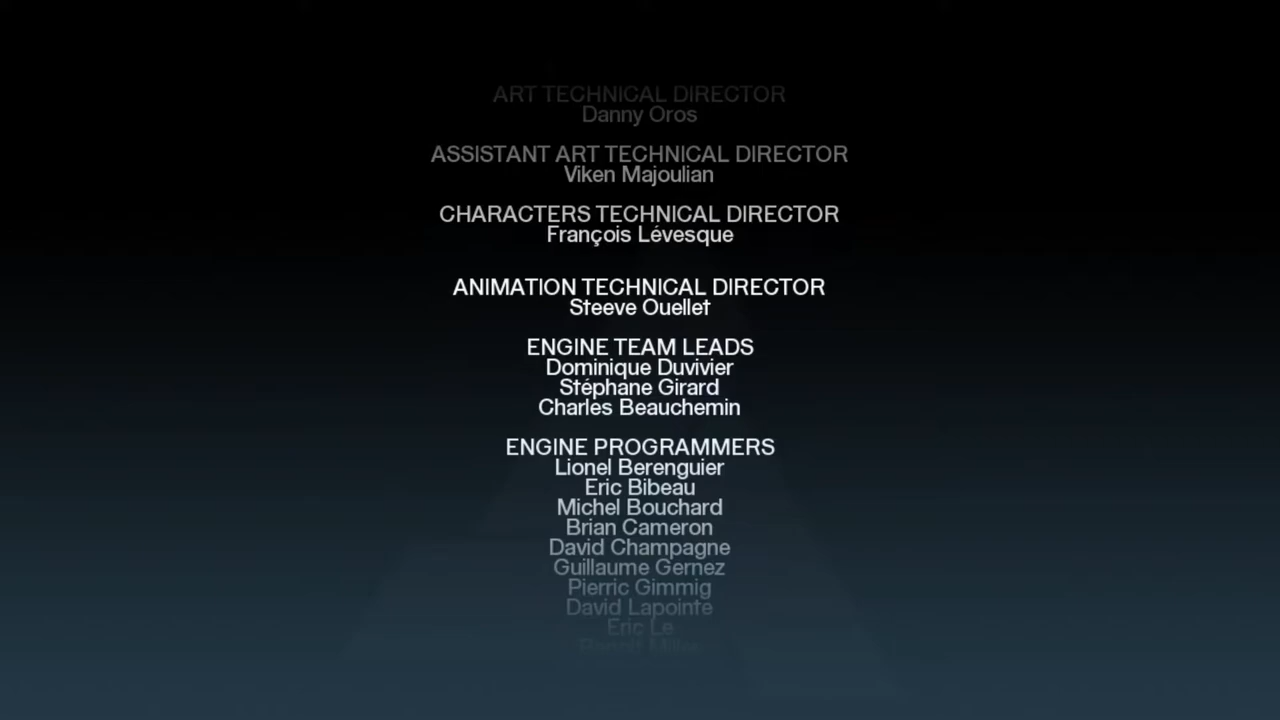 ART TECHNICAL DIRECTOR
Danny Oros
ASSISTANT ART TECHNICAL DIRECTOR
Viken Majoulian
CHARACTERS TECHNICAL DIRECTOR
François Lévesque
ANIMATION TECHNICAL DIRECTOR
Steeve Ouellet
ENGINE TEAM LEADS
Dominique Duvivier
Stéphane Girard
Charles Beauchemin
ENGINE PROGRAMMERS
Lionel Berenguier
Eric Bibeau
Michel Bouchard
Brian Cameron
David Champagne
Guillaume Gernez
Pierric Gimmig
David Lapointe
Eric Le
Benoit